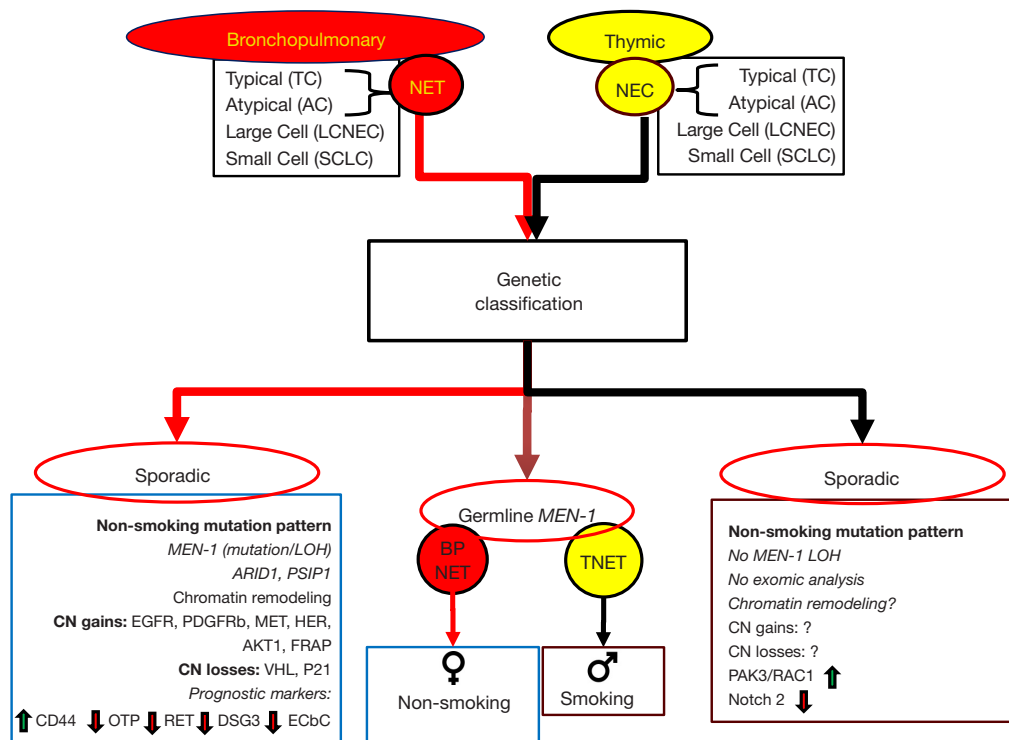 Bronchopulmonary
Typical (TC)
Atypical (AC)
Large Cell (LCNEC)
Small Cell (SCLC)
NET
Thymic
NEC
Typical (TC)
Atypical (AC)
Large Cell (LCNEC)
Small Cell (SCLC)
Genetic
classification
Sporadic
Non-smoking mutation pattern
MEN-1 (mutation/LOH)
ARID1, PSIP1
Chromatin remodeling
CN gains: EGFR, PDGFRb, MET, HER,
AKT1, FRAP
CN losses: VHL, P21
Prognostic markers:
CD44 OTP RET DSG3 ECbC
Germline MEN-1
BP
NET
TNET
Non-smoking
Smoking
Sporadic
Non-smoking mutation pattern
No MEN-1 LOH
No exomic analysis
Chromatin remodeling?
CN gains: ?
CN losses: ?
PAK3/RAC1
Notch 2